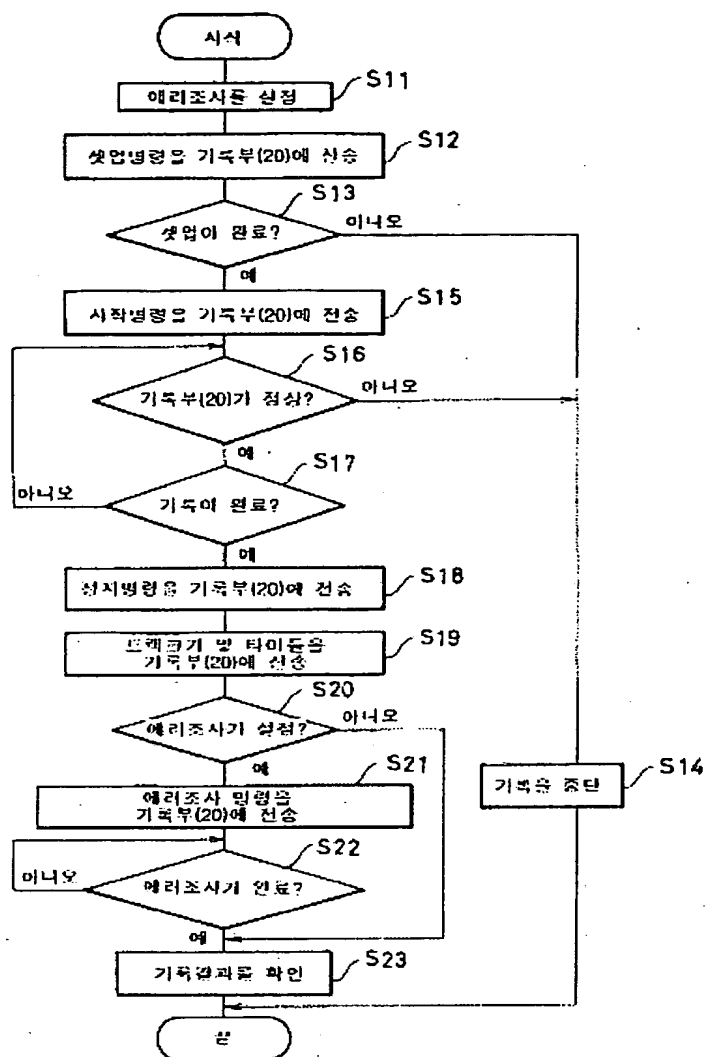 시작
S11
에러조사를 설정
S12
셋업명령을 기록부(20)에 전송
S13
셋업이 완료?
아니오
예
S15
시작명령을 기록부(20)에 전송
S16
기록부(20)가 정상?
아니오
예
S17
기록이 완료?
아니오
예
S18
정지명령을 기록부(20)에 전송
S19
트랙크기 및 타이틀을
기록부(20)에 전송
S20
에러조사가 설정?
아니오
예
S21
에러조사 명령을
기록부(20)에 전송
S14
기록을 중단
S22
에러조사가 완료?
아니오
예
S23
기록결과를 확인
끝